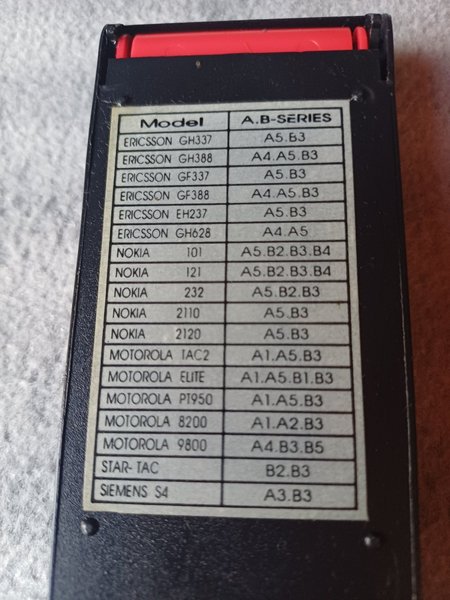 Model A.B-SERIES
ERICSSON GH337 A5.B3
ERICSSON GH388 A4.A5.B3
ERICSSON GF337 A5.B3
ERICSSON GF388 A4.A5.B3
ERICSSON EH237 A5.B3
ERICSSON GH628 A4.A5
NOKIA 101 A5.B2.B3.B4
NOKIA 121 A5.B2.B3.B4
NOKIA 232 A5.B2.B3
NOKIA 2110 A5.B3
NOKIA 2120 A5.B3
MOTOROLA TAC2 A1.A5.B3
MOTOROLA ELITE A1.A5.B1.B3
MOTOROLA PT950 A1.A5.B3
MOTOROLA 8200 A1.A2.B3
MOTOROLA 9800 A4.B3.B5
STAR-TAC B2.B3
SIEMENS S4 A3.B3